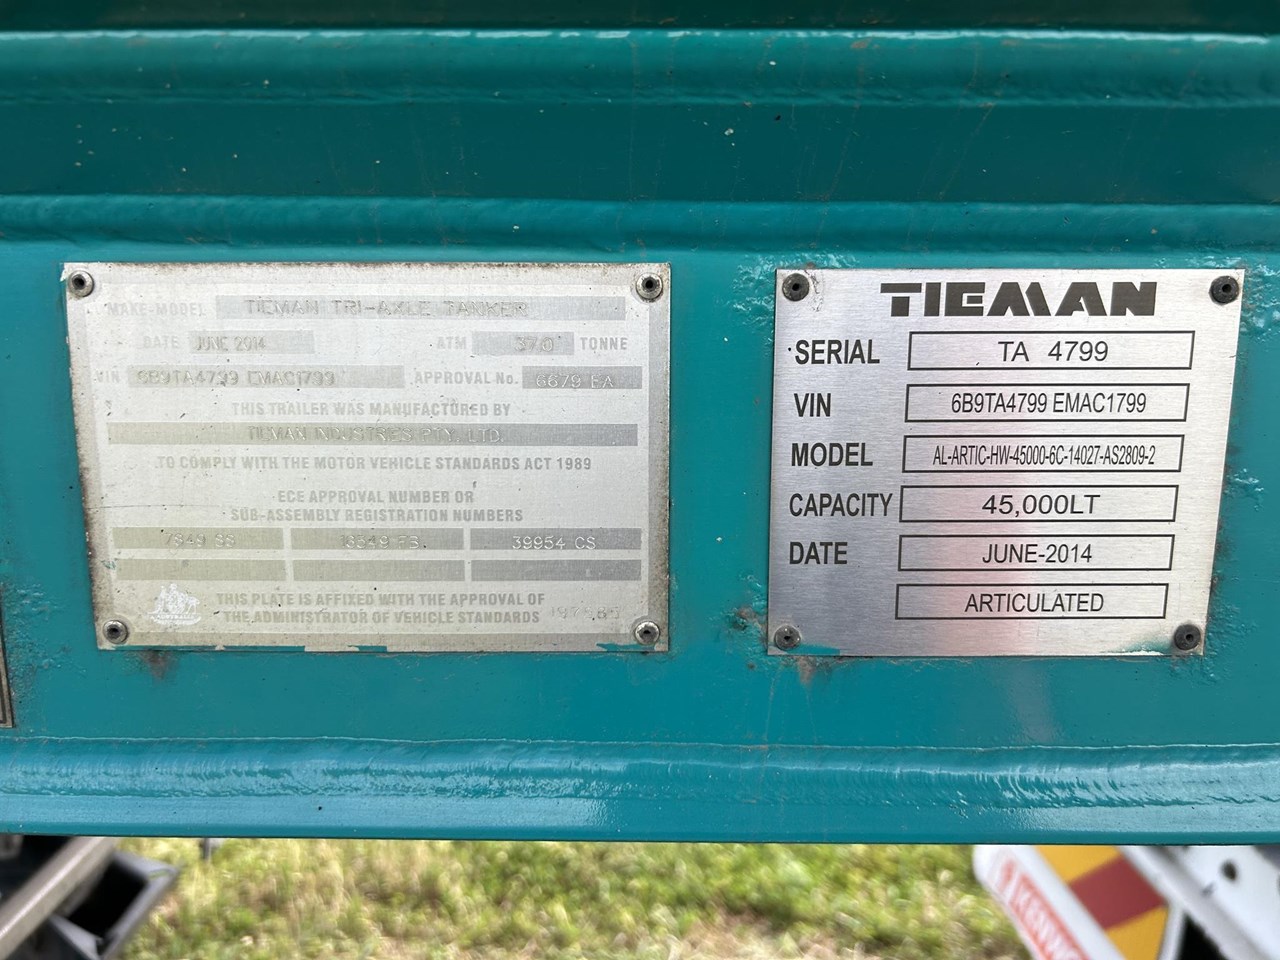 MAKE-MODEL TIEMAN TRI-AXLE TANKER
DATE JUNE 2014 ATM 37.0 TONNE
VIN 6B9TA4799 EMAC1799 APPROVAL No. 6679 EA
THIS TRAILER WAS MANUFACTURED BY
TIEMAN INDUSTRIES PTY. LTD.
TO COMPLY WITH THE MOTOR VEHICLE STANDARDS ACT 1989
ECE APPROVAL NUMBER OR
SUB-ASSEMBLY REGISTRATION NUMBERS
39954 CS
THIS PLATE IS AFFIXED WITH THE APPROVAL OF
THE ADMINISTRATOR OF VEHICLE STANDARDS
AUSTRALIA
TIEMAN
SERIAL TA 4799
VIN 6B9TA4799 EMAC1799
MODEL AL-ARTIC-HW-45000-6C-14027-AS2809-2
CAPACITY 45,000LT
DATE JUNE-2014
ARTICULATED